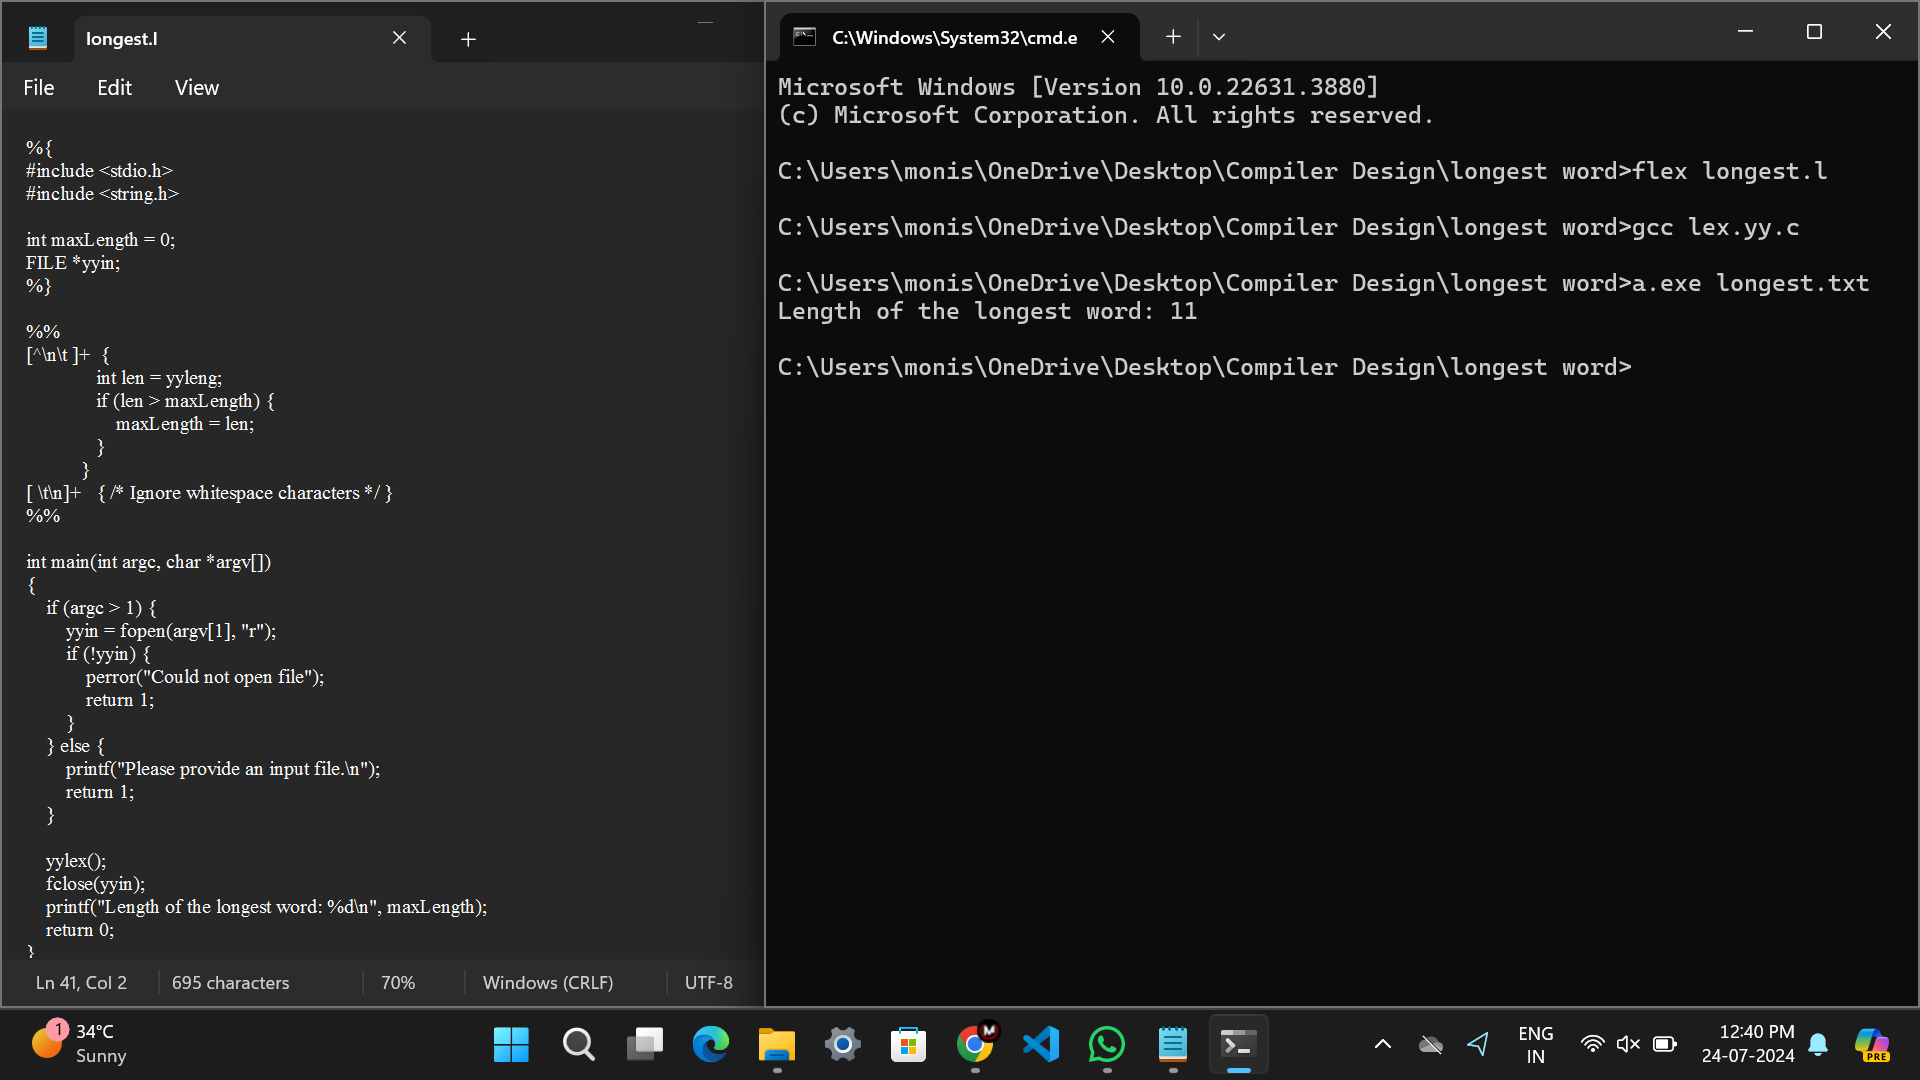 longest.l
File Edit View
%{
#include <stdio.h>
#include <string.h>
int maxLength = 0;
FILE *yyin;
%}
%%
[^\n\t ]+ {
int len = yyleng;
if (len > maxLength) {
maxLength = len;
}
}
[ \t\n]+ { /* Ignore whitespace characters */ }
%%
int main(int argc, char *argv[])
{
if (argc > 1) {
yyin = fopen(argv[1], "r");
if (!yyin) {
perror("Could not open file");
return 1;
}
} else {
printf("Please provide an input file.\n");
return 1;
}
yylex();
fclose(yyin);
printf("Length of the longest word: %d\n", maxLength);
return 0;
}
Ln 41, Col 2 695 characters 70% Windows (CRLF) UTF-8
C:\Windows\System32\cmd.e
Microsoft Windows [Version 10.0.22631.3880]
(c) Microsoft Corporation. All rights reserved.
C:\Users\monis\OneDrive\Desktop\Compiler Design\longest word>flex longest.l
C:\Users\monis\OneDrive\Desktop\Compiler Design\longest word>gcc lex.yy.c
C:\Users\monis\OneDrive\Desktop\Compiler Design\longest word>a.exe longest.txt
Length of the longest word: 11
C:\Users\monis\OneDrive\Desktop\Compiler Design\longest word>
1
34°C
Sunny
M
ENG
IN
12:40 PM
24-07-2024
PRE